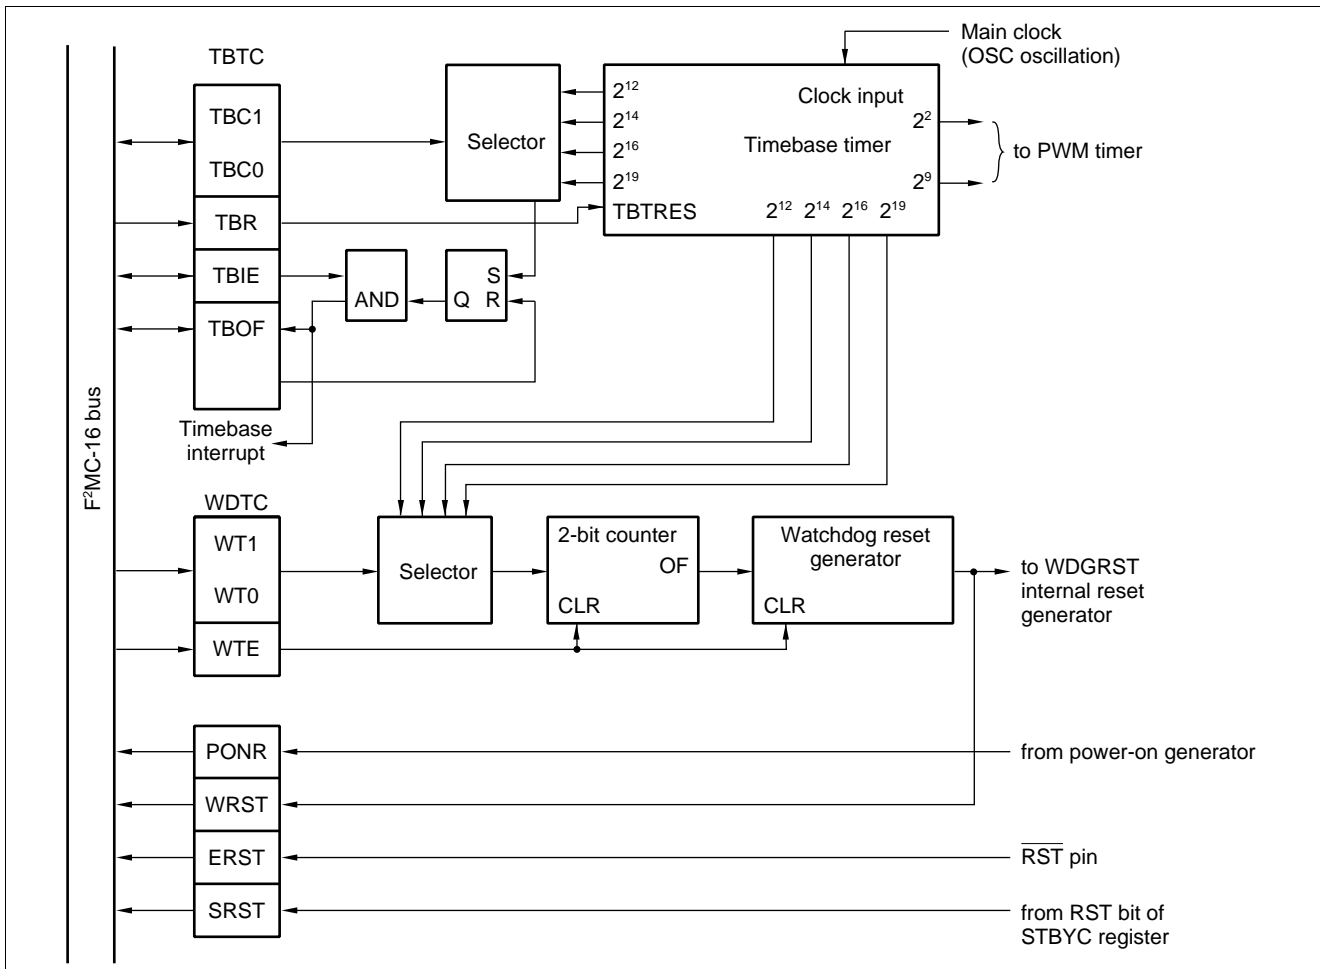 Main clock
(OSC oscillation)
TBTC
TBC1
TBC0
TBR
TBIE
TBOF
Selector
2¹²
2¹⁴
2¹⁶
2¹⁹
TBTRES
Clock input
Timebase timer
2²
2⁹
2¹² 2¹⁴ 2¹⁶ 2¹⁹
to PWM timer
AND
S
Q R
Timebase
interrupt
F²MC-16 bus
WDTC
WT1
WT0
WTE
Selector
2-bit counter
OF
CLR
Watchdog reset
generator
CLR
to WDGRST
internal reset
generator
PONR
WRST
ERST
SRST
from power-on generator
R̅S̅T̅ pin
from RST bit of
STBYC register